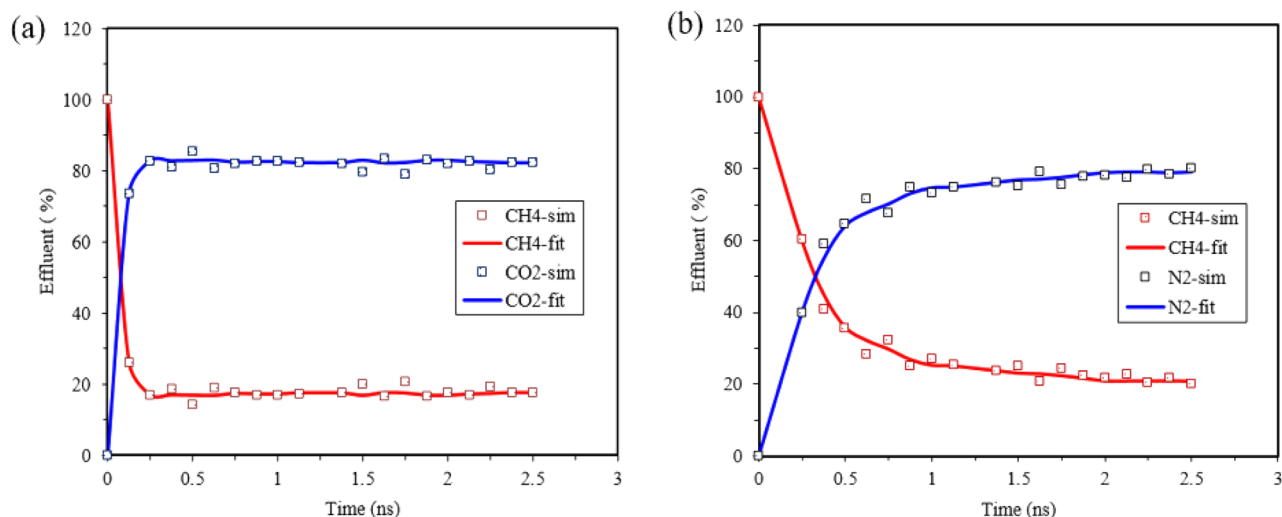 (a)
120
100
80
60
40
20
0
Effluent ( %)
0 0.5 1 1.5 2 2.5 3
Time (ns)
CH4-sim
CH4-fit
CO2-sim
CO2-fit
(b)
120
100
80
60
40
20
0
Effluent ( %)
0 0.5 1 1.5 2 2.5 3
Time (ns)
CH4-sim
CH4-fit
N2-sim
N2-fit